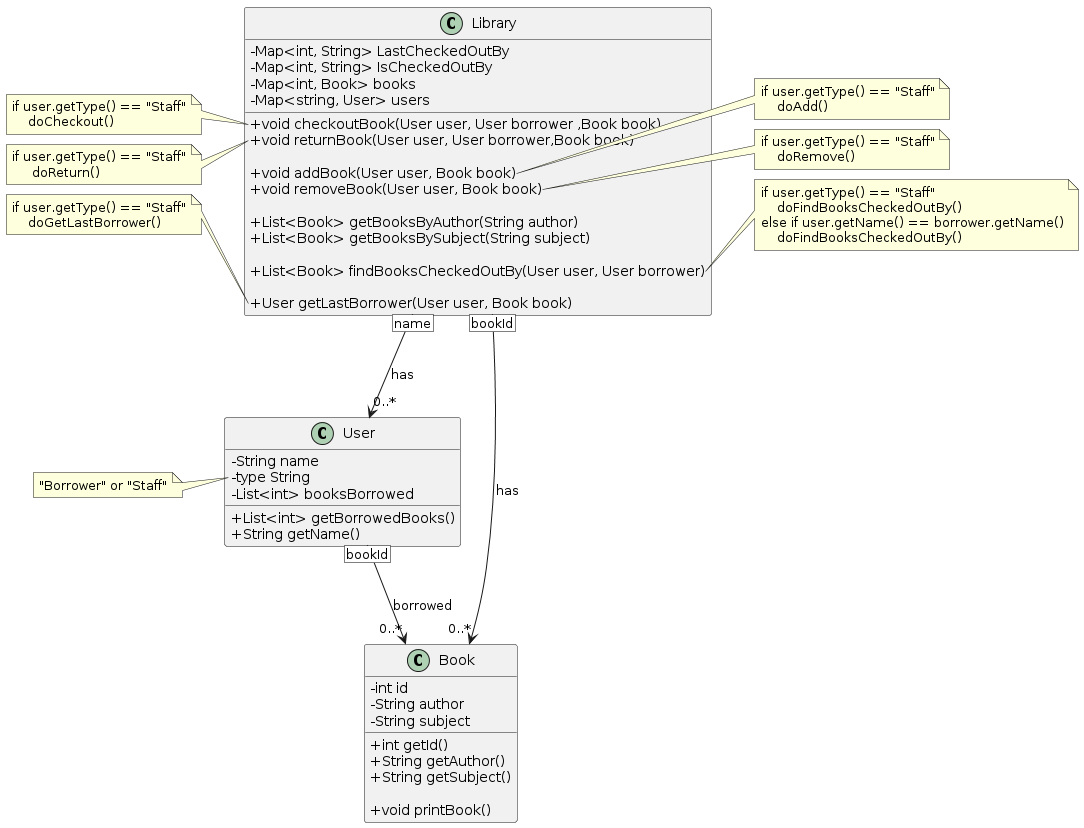 C Library
-Map<int, String> LastCheckedOutBy
-Map<int, String> IsCheckedOutBy
-Map<int, Book> books
-Map<string, User> users
+void checkoutBook(User user, User borrower ,Book book)
+void returnBook(User user, User borrower,Book book)
+void addBook(User user, Book book)
+void removeBook(User user, Book book)
+List<Book> getBooksByAuthor(String author)
+List<Book> getBooksBySubject(String subject)
+List<Book> findBooksCheckedOutBy(User user, User borrower)
+User getLastBorrower(User user, Book book)
if user.getType() == "Staff"
doCheckout()
if user.getType() == "Staff"
doReturn()
if user.getType() == "Staff"
doGetLastBorrower()
if user.getType() == "Staff"
doAdd()
if user.getType() == "Staff"
doRemove()
if user.getType() == "Staff"
doFindBooksCheckedOutBy()
else if user.getName() == borrower.getName()
doFindBooksCheckedOutBy()
name
bookId
has
0..*
C User
-String name
-type String
-List<int> booksBorrowed
+List<int> getBorrowedBooks()
+String getName()
"Borrower" or "Staff"
has
bookId
borrowed
0..*
0..*
C Book
-int id
-String author
-String subject
+int getId()
+String getAuthor()
+String getSubject()
+void printBook()